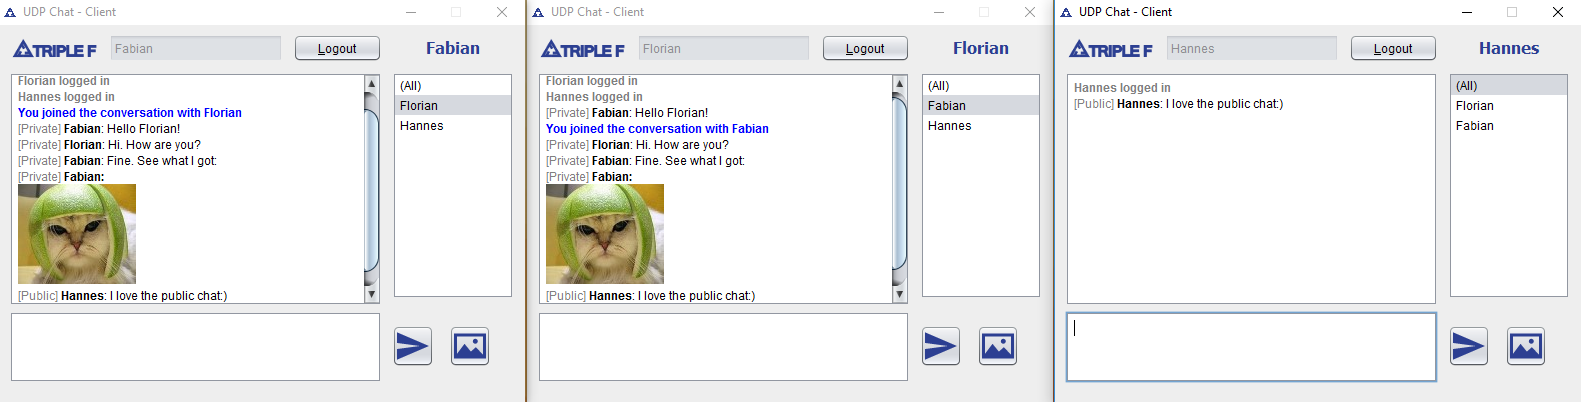 UDP Chat - Client
TRIPLE F
Fabian
Logout
Fabian
Florian logged in
Hannes logged in
You joined the conversation with Florian
[Private] Fabian: Hello Florian!
[Private] Florian: Hi. How are you?
[Private] Fabian: Fine. See what I got:
[Private] Fabian:
[Public] Hannes: I love the public chat:)
(All)
Florian
Hannes
UDP Chat - Client
TRIPLE F
Florian
Logout
Florian
Florian logged in
Hannes logged in
[Private] Fabian: Hello Florian!
You joined the conversation with Fabian
[Private] Florian: Hi. How are you?
[Private] Fabian: Fine. See what I got:
[Private] Fabian:
[Public] Hannes: I love the public chat:)
(All)
Fabian
Hannes
UDP Chat - Client
TRIPLE F
Hannes
Logout
Hannes
Hannes logged in
[Public] Hannes: I love the public chat:)
(All)
Florian
Fabian